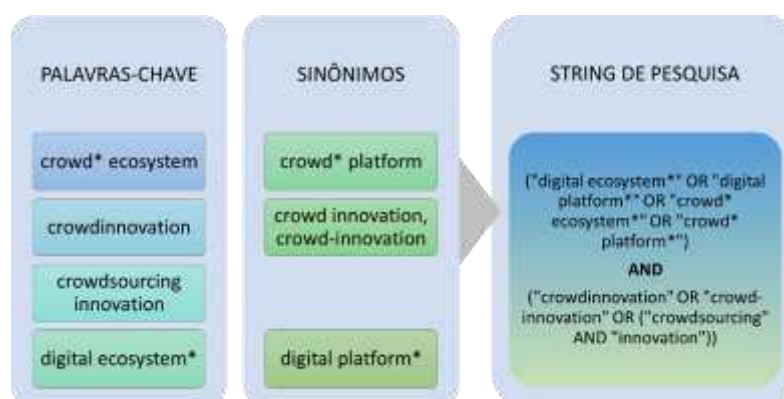 PALAVRAS-CHAVE
crowd* ecosystem
crowdinnovation
crowdsourcing
innovation
digital ecosystem*
SINÔNIMOS
crowd* platform
crowd innovation,
crowd-innovation
digital platform*
STRING DE PESQUISA
("digital ecosystem*" OR "digital
platform*" OR "crowd*
ecosystem*" OR "crowd*
platform*")
AND
("crowdinnovation" OR "crowd-
innovation" OR ("crowdsourcing"
AND "innovation"))